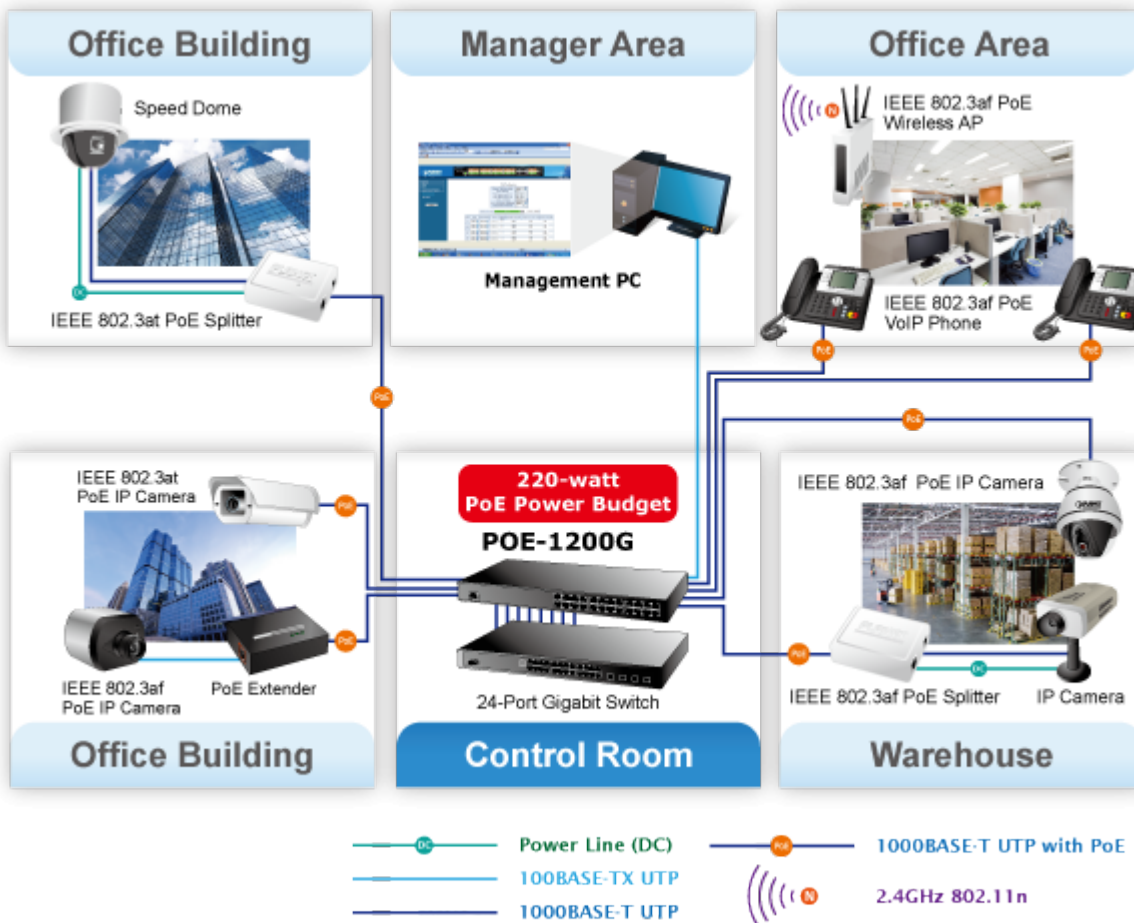 Office Building
Manager Area
Office Area
Speed Dome
IEEE 802.3af PoE
Wireless AP
N
Management PC
DC
IEEE 802.3at PoE Splitter
IEEE 802.3af PoE
VoIP Phone
PoE
PoE
PoE
PoE
IEEE 802.3at
PoE IP Camera
PoE
220-watt
PoE Power Budget
POE-1200G
IEEE 802.3af PoE IP Camera
PoE
PoE
DC
IEEE 802.3af
PoE IP Camera
PoE Extender
24-Port Gigabit Switch
IEEE 802.3af PoE Splitter
IP Camera
Office Building
Control Room
Warehouse
DC
Power Line (DC)
PoE
1000BASE-T UTP with PoE
100BASE-TX UTP
N
2.4GHz 802.11n
1000BASE-T UTP